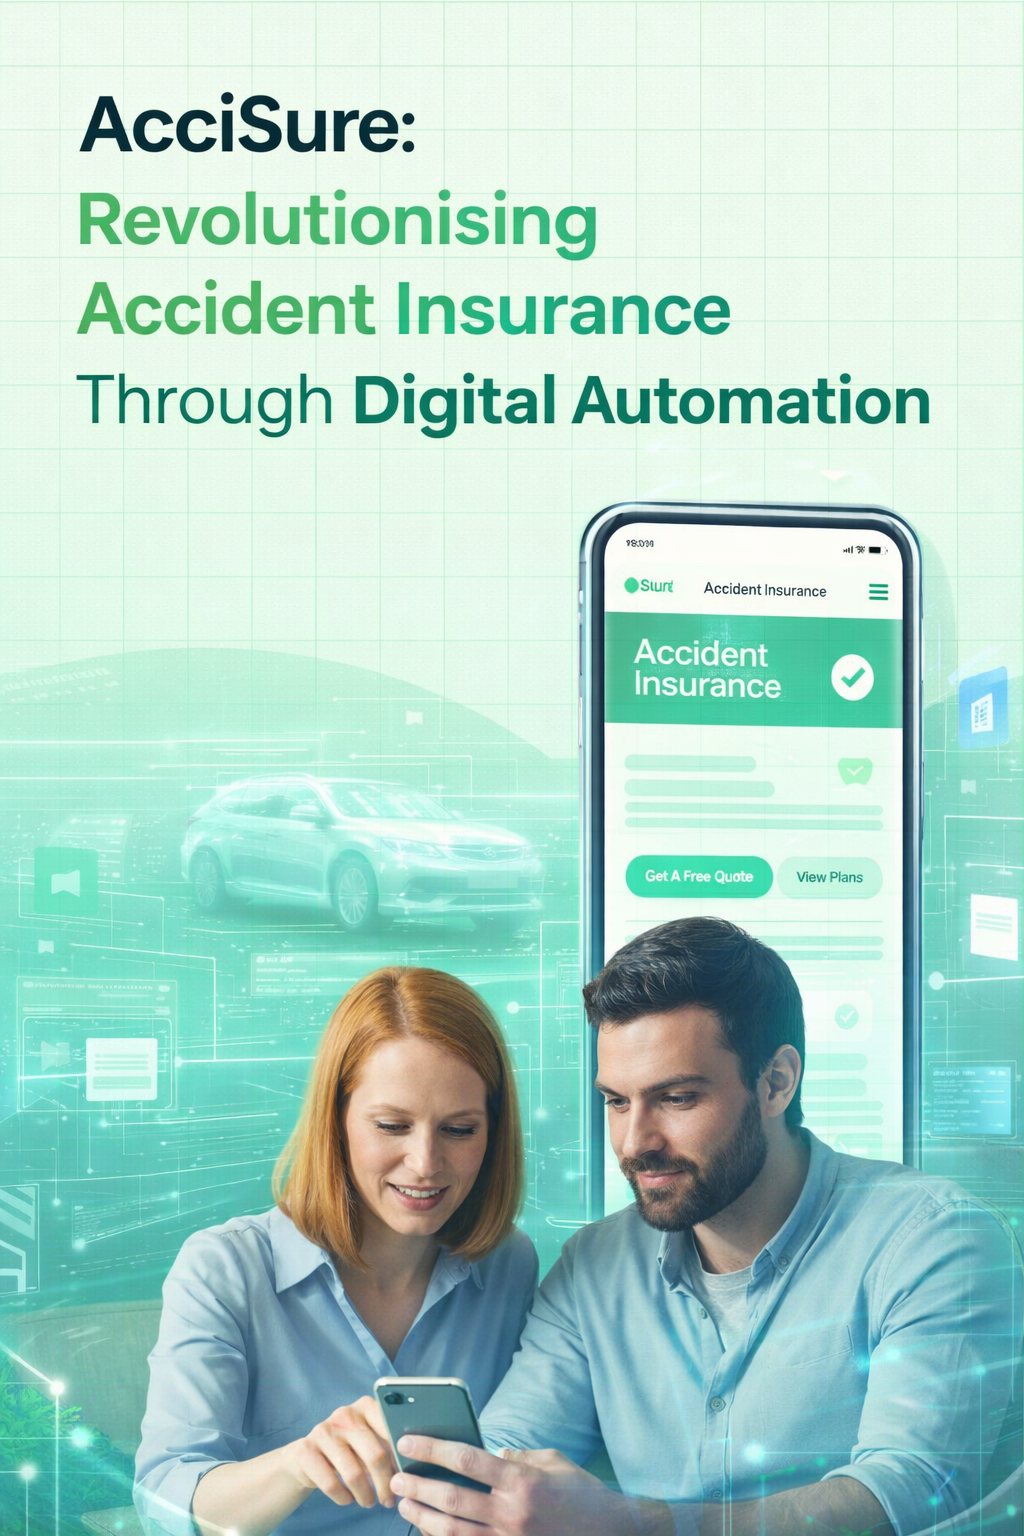 AcciSure:
Revolutionising
Accident Insurance
Through Digital Automation
Accident Insurance
Accident
Insurance
Get A Free Quote
View Plans